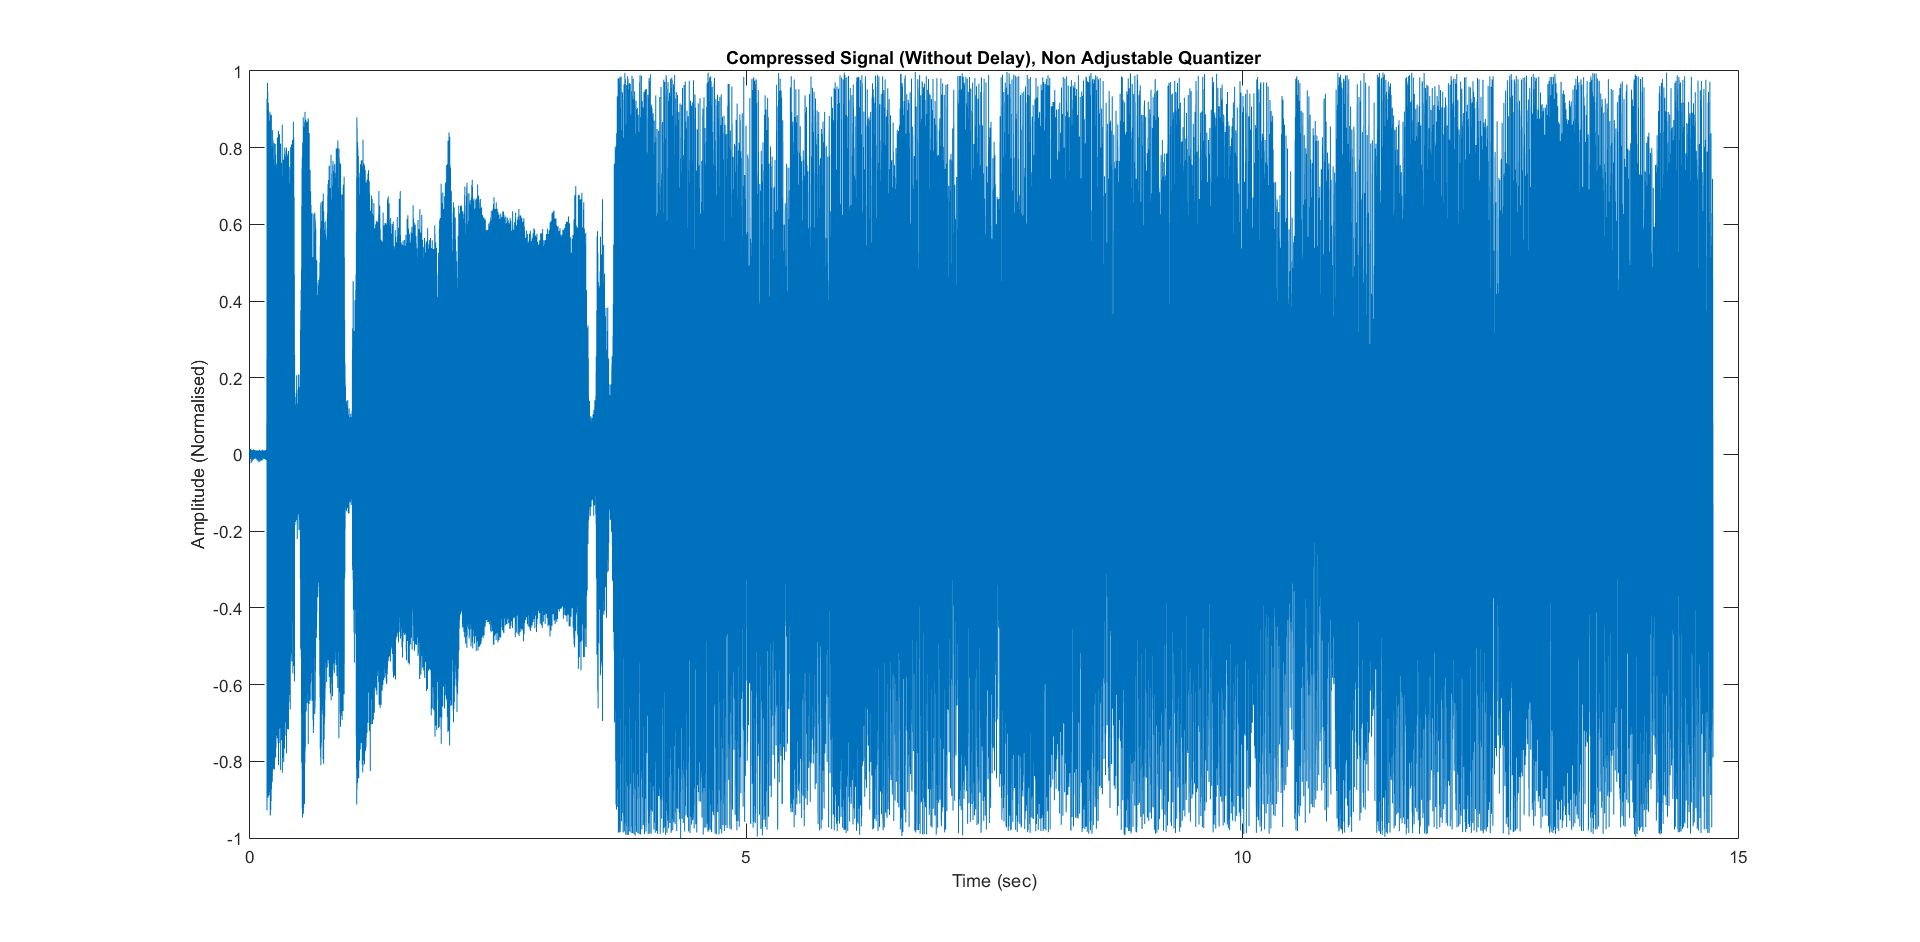 Compressed Signal (Without Delay), Non Adjustable Quantizer
1
0.8
0.6
0.4
0.2
0
-0.2
-0.4
-0.6
-0.8
-1
Amplitude (Normalised)
0 5 10 15
Time (sec)